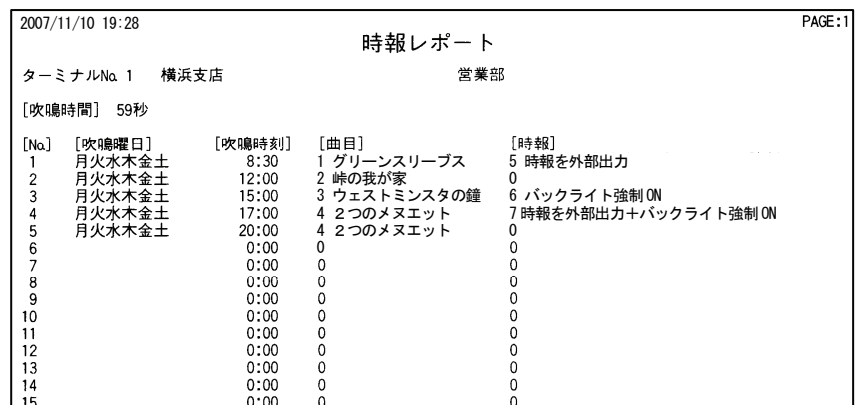 2007/11/10 19:28 PAGE:1
時報レポート
ターミナル№ 1 横浜支店 営業部
[吹鳴時間] 59秒
[№] [吹鳴曜日] [吹鳴時刻] [曲目] [時報]
1 月火水木金土 8:30 1 グリーンスリーブス 5 時報を外部出力
2 月火水木金土 12:00 2 峠の我が家 0
3 月火水木金土 15:00 3 ウェストミンスタの鐘 6 バックライト強制ON
4 月火水木金土 17:00 4 2つのメヌエット 7 時報を外部出力+バックライト強制ON
5 月火水木金土 20:00 4 2つのメヌエット 0
6 0:00 0 0
7 0:00 0 0
8 0:00 0 0
9 0:00 0 0
10 0:00 0 0
11 0:00 0 0
12 0:00 0 0
13 0:00 0 0
14 0:00 0 0
15 0:00 0 0